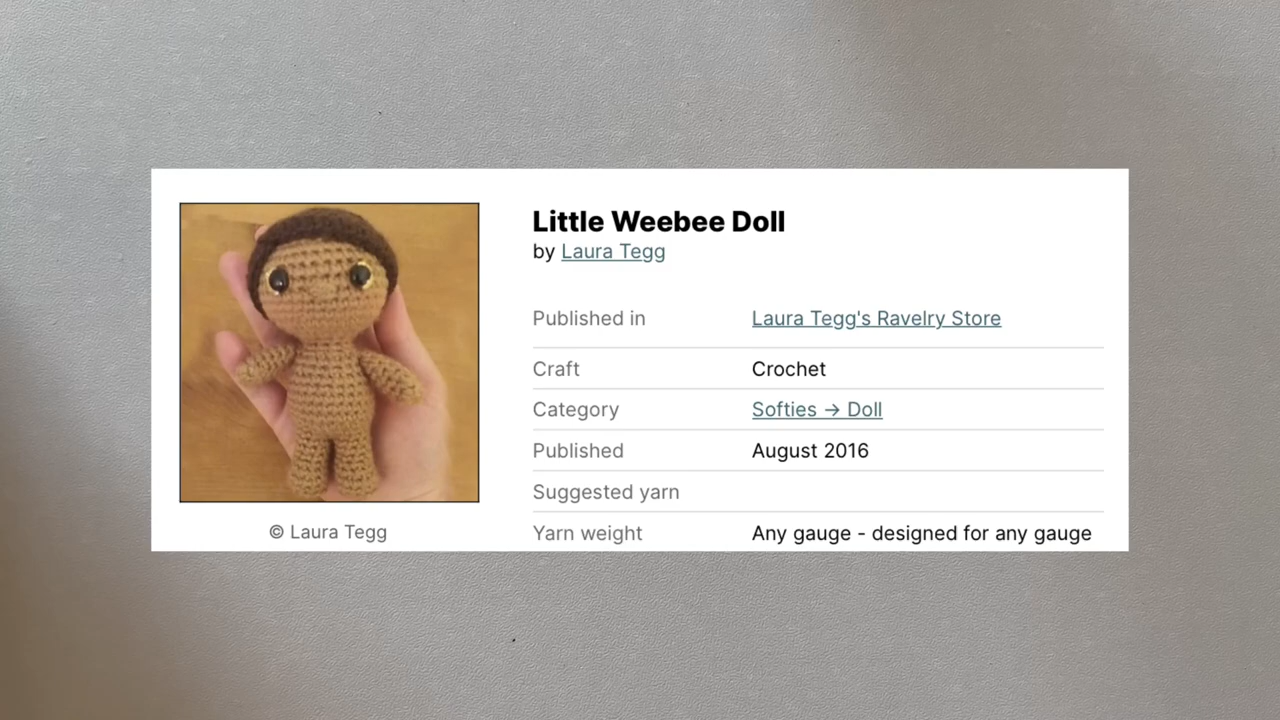 Little Weebee Doll
by Laura Tegg
Published in Laura Tegg's Ravelry Store
Craft Crochet
Category Softies → Doll
Published August 2016
Suggested yarn
Yarn weight Any gauge - designed for any gauge
© Laura Tegg